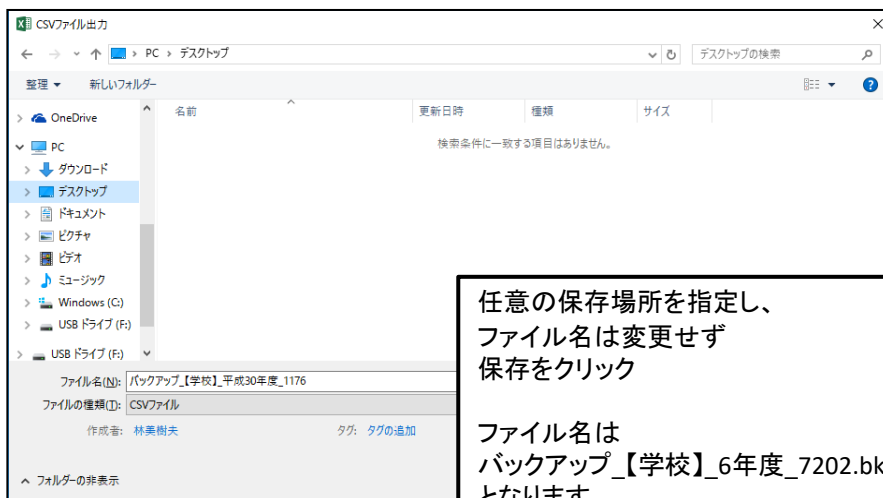 CSVファイル出力
PC › デスクトップ
デスクトップの検索
整理 新しいフォルダー
名前 更新日時 種類 サイズ
検索条件に一致する項目はありません。
OneDrive
PC
ダウンロード
デスクトップ
ドキュメント
ピクチャ
ビデオ
ミュージック
Windows (C:)
USB ドライブ (F:)
USB ドライブ (F:)
ファイル名(N): バックアップ_【学校】_平成30年度_1176
ファイルの種類(T): CSVファイル
作成者: 林美樹夫 タグ: タグの追加
フォルダーの非表示
任意の保存場所を指定し、
ファイル名は変更せず
保存をクリック
ファイル名は
バックアップ_【学校】_6年度_7202.bk
となります